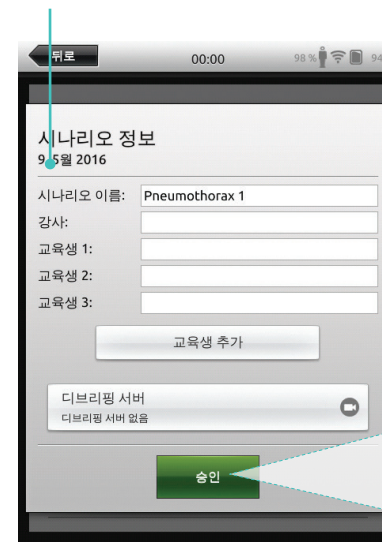 뒤로 00:00 98 % 94
시나리오 정보
9 5월 2016
시나리오 이름: Pneumothorax 1
강사:
교육생 1:
교육생 2:
교육생 3:
교육생 추가
디브리핑 서버
디브리핑 서버 없음
승인